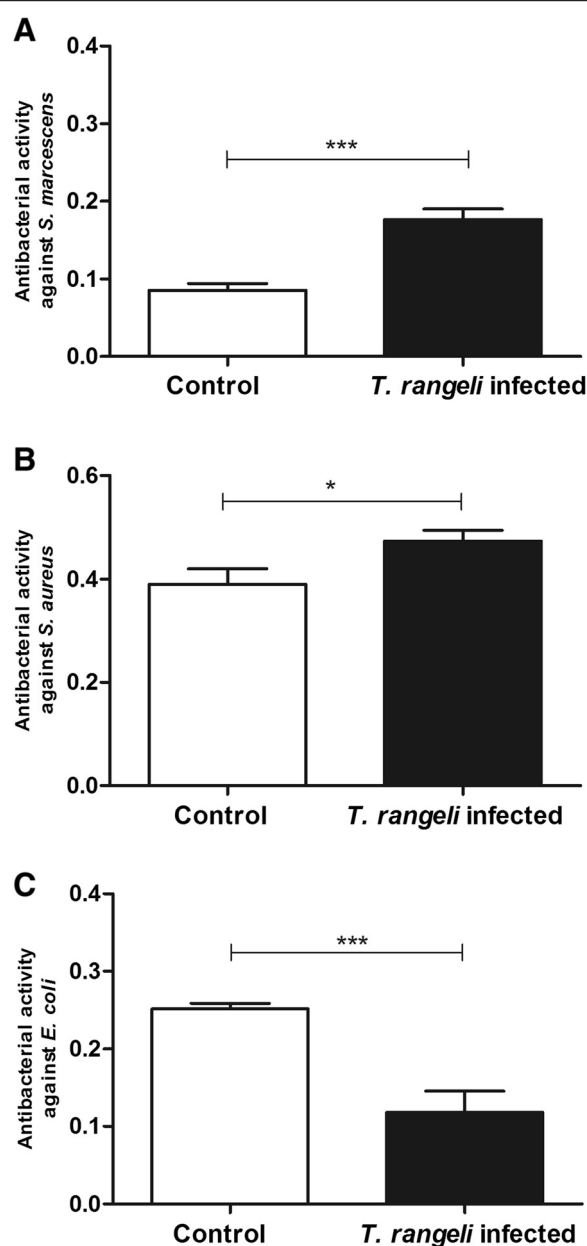 A
Antibacterial activity
against S. marcescens
0.4
0.3
0.2
0.1
0.0
***
Control
T. rangeli infected
B
Antibacterial activity
against S. aureus
0.6
0.4
0.2
0.0
*
Control
T. rangeli infected
C
Antibacterial activity
against E. coli
0.4
0.3
0.2
0.1
0.0
***
Control
T. rangeli infected